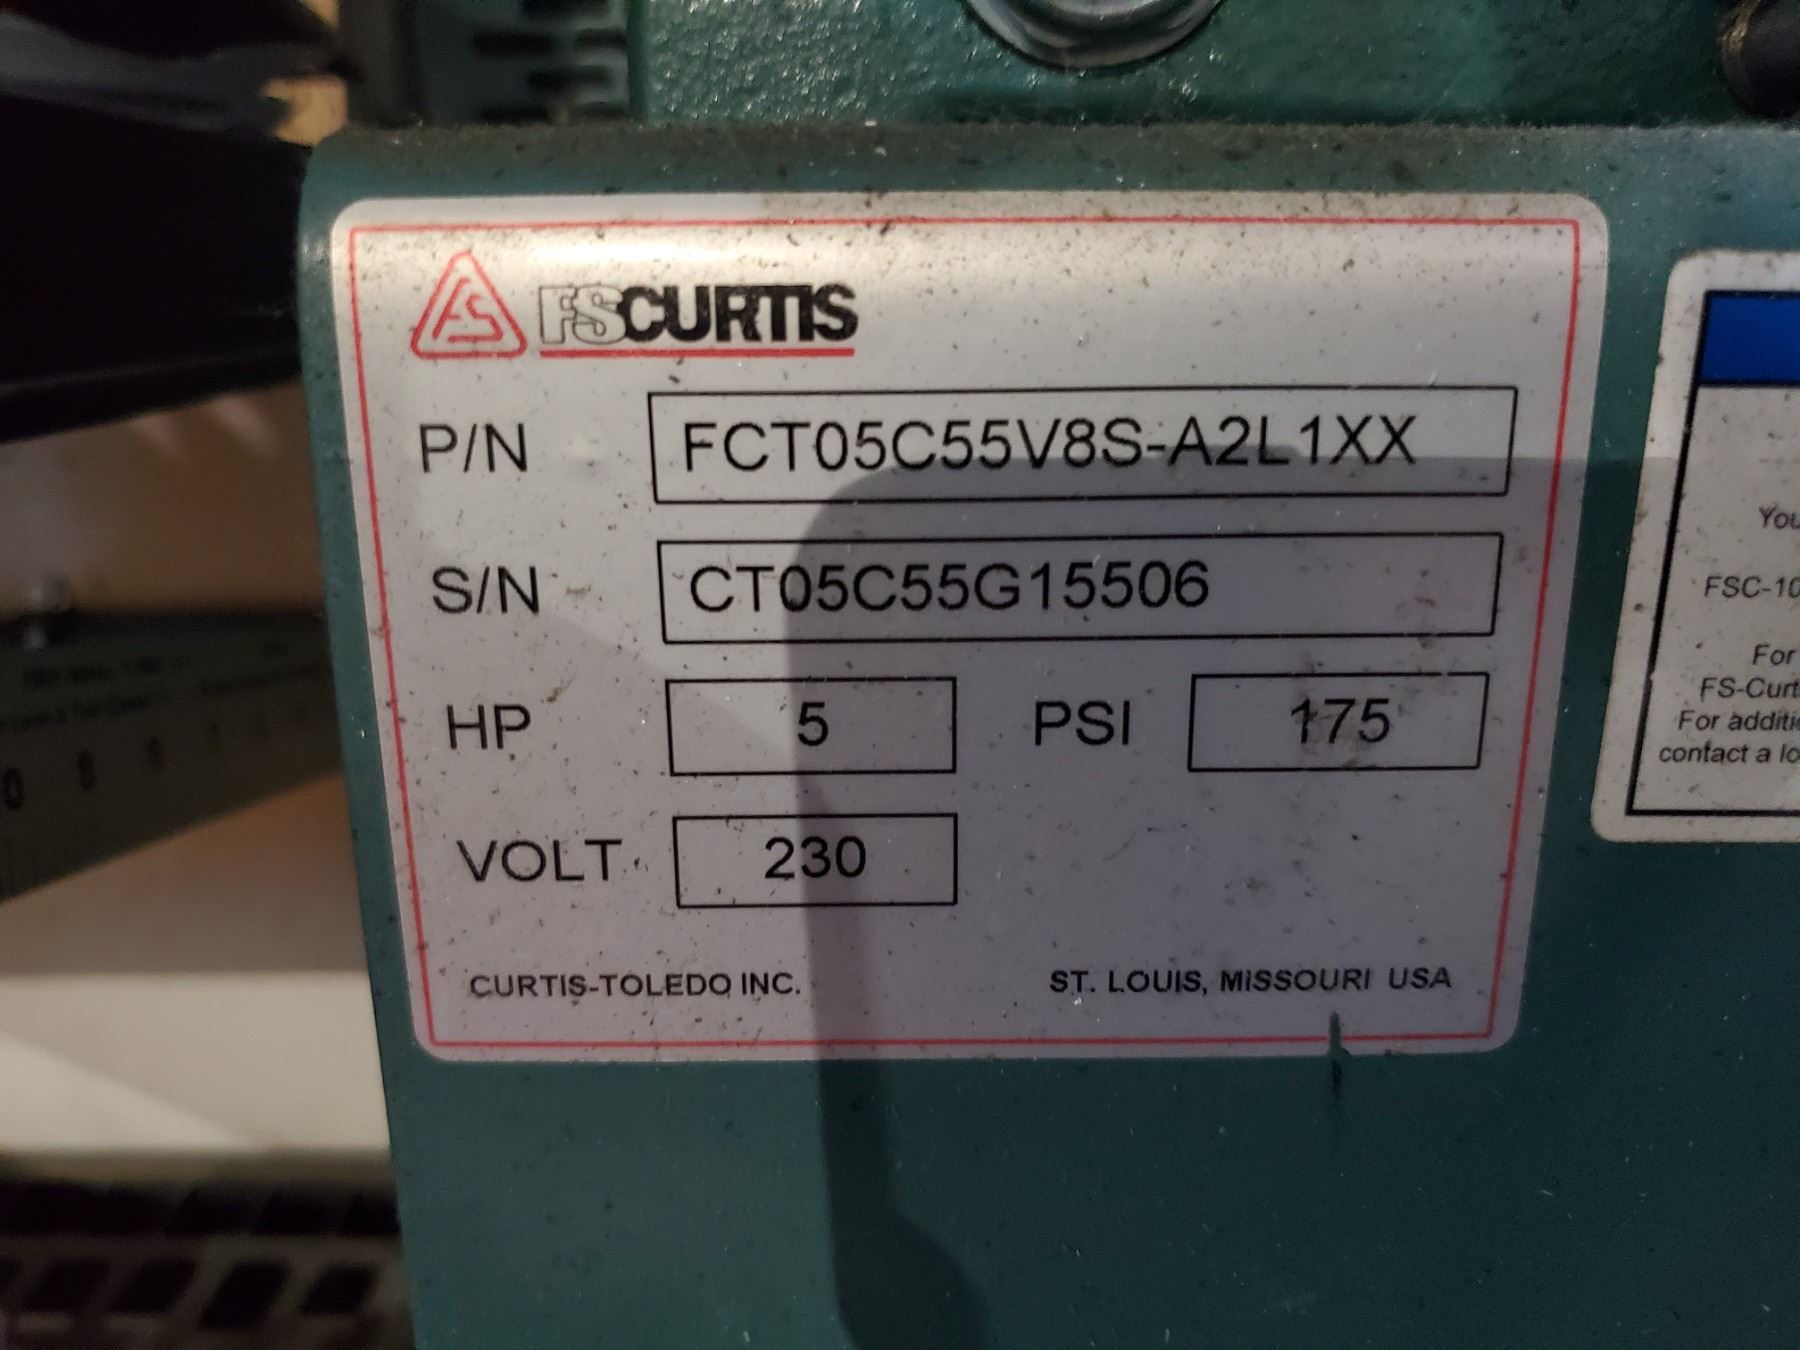 FS
FSCURTIS
P/N FCT05C55V8S-A2L1XX
S/N CT05C55G15506
HP 5 PSI 175
VOLT 230
CURTIS-TOLEDO INC. ST. LOUIS, MISSOURI USA
You
FSC-10
For
FS-Curt
For additi
contact a lo